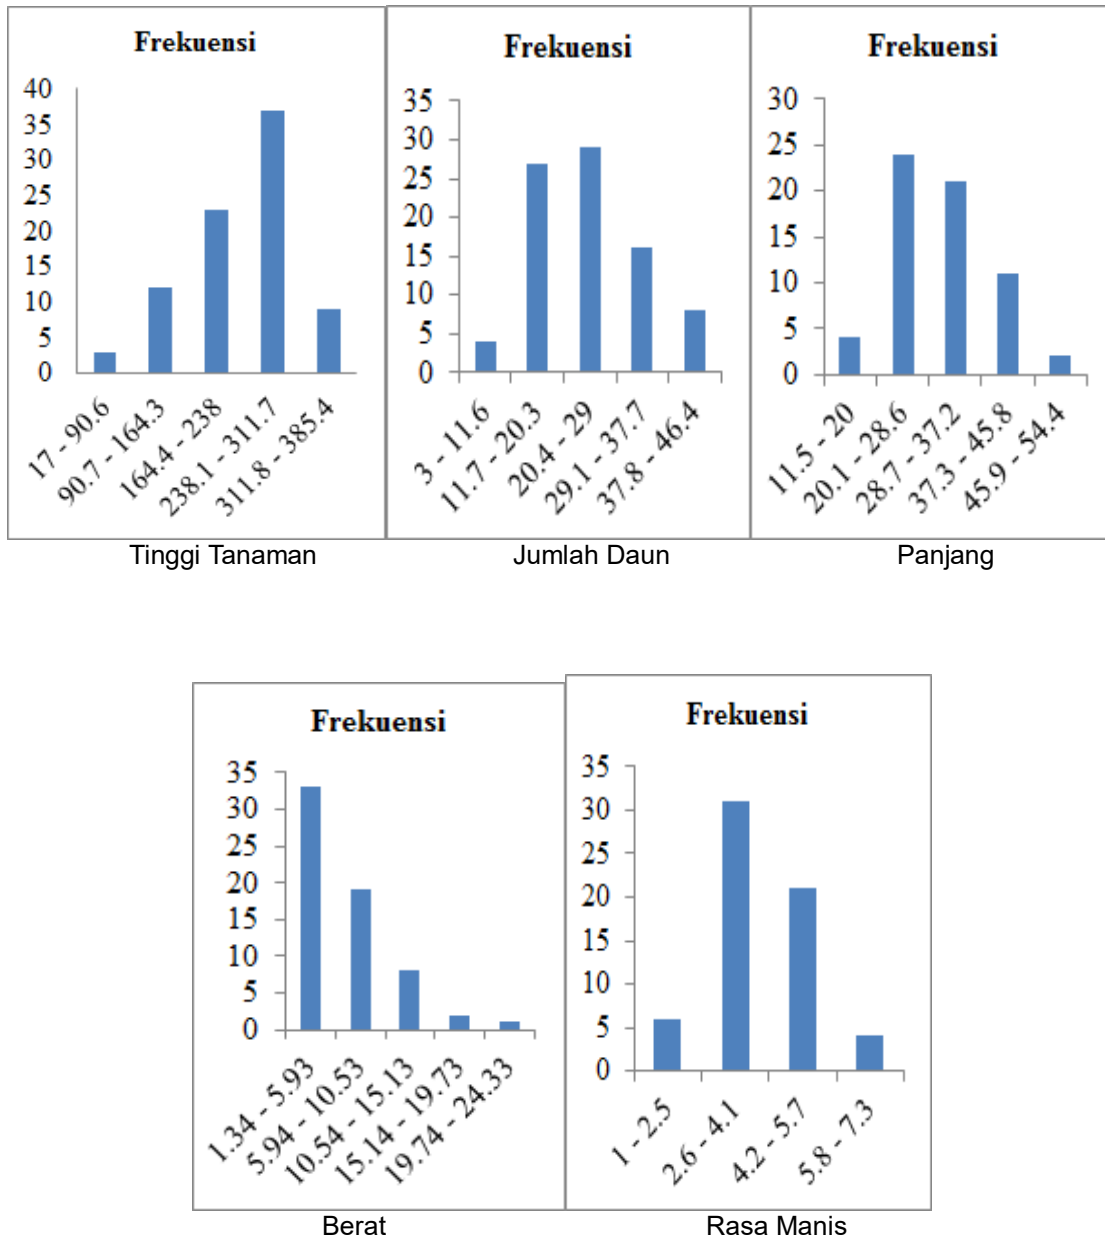 Frekuensi
40
35
30
25
20
15
10
5
0
17 - 90.6
90.7 - 164.3
164.4 - 238
238.1 - 311.7
311.8 - 385.4
Tinggi Tanaman
Frekuensi
35
30
25
20
15
10
5
0
3 - 11.6
11.7 - 20.3
20.4 - 29
29.1 - 37.7
37.8 - 46.4
Jumlah Daun
Frekuensi
30
25
20
15
10
5
0
11.5 - 20
20.1 - 28.6
28.7 - 37.2
37.3 - 45.8
45.9 - 54.4
Panjang
Frekuensi
35
30
25
20
15
10
5
0
1.34 - 5.93
5.94 - 10.53
10.54 - 15.13
15.14 - 19.73
19.74 - 24.33
Berat
Frekuensi
35
30
25
20
15
10
5
0
1 - 2.5
2.6 - 4.1
4.2 - 5.7
5.8 - 7.3
Rasa Manis